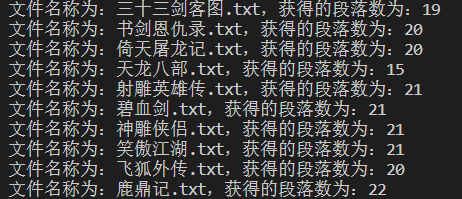 文件名称为: 三十三剑客图.txt, 获得的段落数为: 19
文件名称为: 书剑恩仇录.txt, 获得的段落数为: 20
文件名称为: 倚天屠龙记.txt, 获得的段落数为: 20
文件名称为: 天龙八部.txt, 获得的段落数为: 15
文件名称为: 射雕英雄传.txt, 获得的段落数为: 21
文件名称为: 碧血剑.txt, 获得的段落数为: 21
文件名称为: 神雕侠侣.txt, 获得的段落数为: 21
文件名称为: 笑傲江湖.txt, 获得的段落数为: 21
文件名称为: 飞狐外传.txt, 获得的段落数为: 20
文件名称为: 鹿鼎记.txt, 获得的段落数为: 22